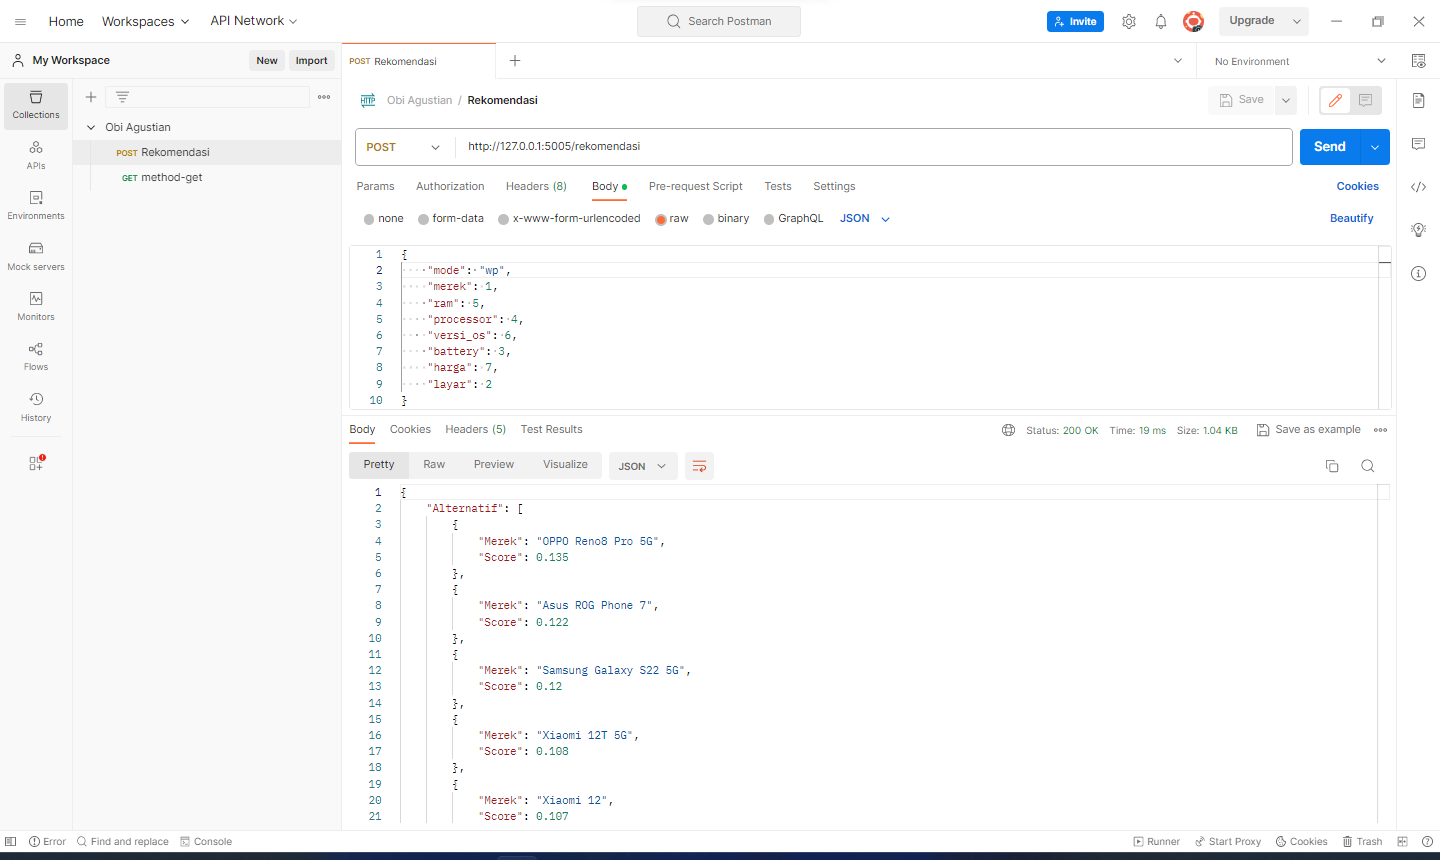 Home Workspaces API Network Search Postman Invite Upgrade
My Workspace New Import POST Rekomendasi No Environment
Collections
APIs
Environments
Mock servers
Monitors
Flows
History
Obi Agustian
POST Rekomendasi
GET method-get
HTTP Obi Agustian / Rekomendasi Save
POST http://127.0.0.1:5005/rekomendasi Send
Params Authorization Headers (8) Body Pre-request Script Tests Settings Cookies
none form-data x-www-form-urlencoded raw binary GraphQL JSON Beautify
1 {
2 "mode": "wp",
3 "merek": 1,
4 "ram": 5,
5 "processor": 4,
6 "versi_os": 6,
7 "battery": 3,
8 "harga": 7,
9 "layar": 2
10 }
Body Cookies Headers (5) Test Results Status: 200 OK Time: 19 ms Size: 1.04 KB Save as example
Pretty Raw Preview Visualize JSON
1 {
2 "Alternatif": [
3 {
4 "Merek": "OPPO Reno8 Pro 5G",
5 "Score": 0.135
6 },
7 {
8 "Merek": "Asus ROG Phone 7",
9 "Score": 0.122
10 },
11 {
12 "Merek": "Samsung Galaxy S22 5G",
13 "Score": 0.12
14 },
15 {
16 "Merek": "Xiaomi 12T 5G",
17 "Score": 0.108
18 },
19 {
20 "Merek": "Xiaomi 12",
21 "Score": 0.107
Error Find and replace Console Runner Start Proxy Cookies Trash